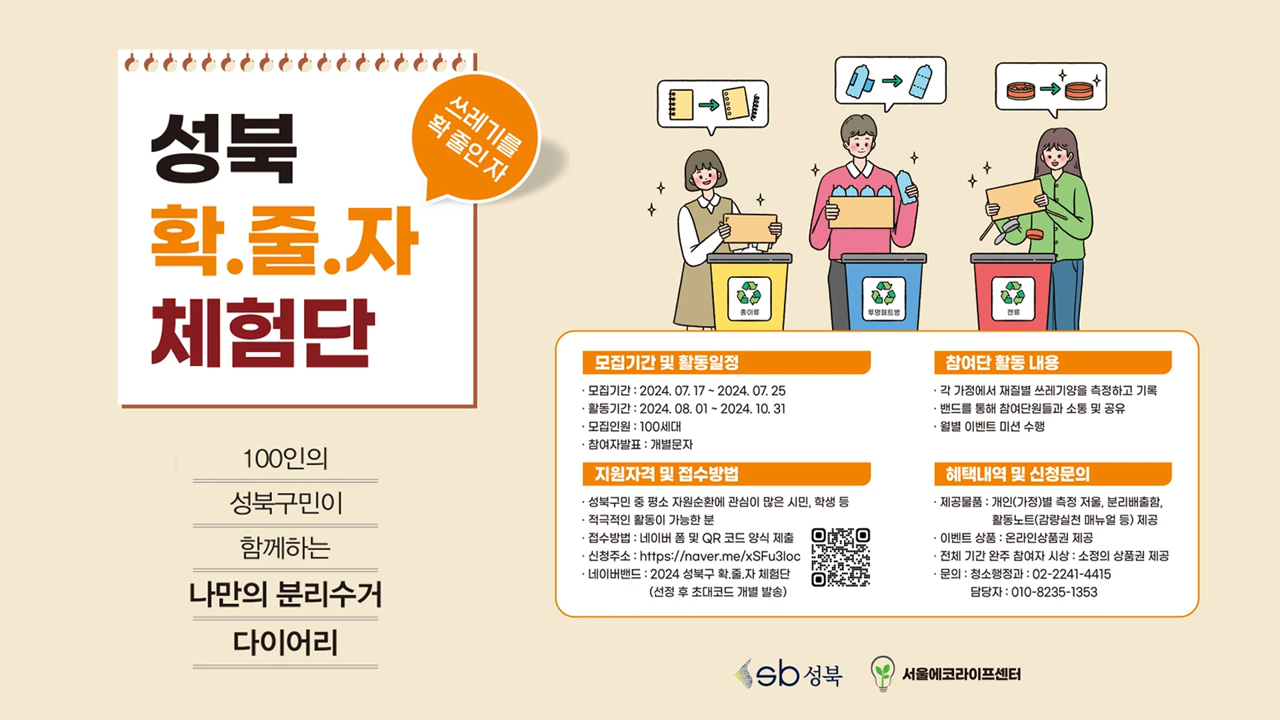 성북
확.줄.자
체험단
쓰레기를
확 줄인 자
100인의
성북구민이
함께하는
나만의 분리수거
다이어리
종이류
투명페트병
캔류
모집기간 및 활동일정
· 모집기간 : 2024. 07. 17 ~ 2024. 07. 25
· 활동기간 : 2024. 08. 01 ~ 2024. 10. 31
· 모집인원 : 100세대
· 참여자발표 : 개별문자
지원자격 및 접수방법
· 성북구민 중 평소 자원순환에 관심이 많은 시민, 학생 등
· 적극적인 활동이 가능한 분
· 접수방법 : 네이버 폼 및 QR 코드 양식 제출
· 신청주소 : https://naver.me/xSFu3loc
· 네이버밴드 : 2024 성북구 확.줄.자 체험단
(선정 후 초대코드 개별 발송)
참여단 활동 내용
· 각 가정에서 재질별 쓰레기양을 측정하고 기록
· 밴드를 통해 참여단원들과 소통 및 공유
· 월별 이벤트 미션 수행
혜택내역 및 신청문의
· 제공물품 : 개인(가정)별 측정 저울, 분리배출함,
활동노트(감량실천 매뉴얼 등) 제공
· 이벤트 상품 : 온라인상품권 제공
· 전체 기간 완주 참여자 시상 : 소정의 상품권 제공
· 문의 : 청소행정과 : 02-2241-4415
담당자 : 010-8235-1353
sb 성북
서울에코라이프센터